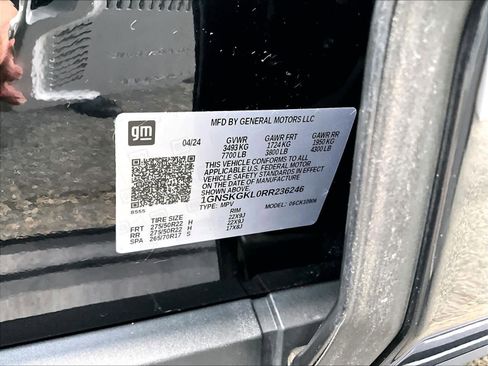 MFD BY GENERAL MOTORS LLC
gm
04/24
GVWR GAWR FRT GAWR RR
3493 KG 1724 KG 1950 KG
7700 LB 3800 LB 4300 LB
THIS VEHICLE CONFORMS TO ALL
APPLICABLE U.S. FEDERAL MOTOR
VEHICLE SAFETY STANDARDS IN EFFECT
ON THE DATE OF MANUFACTURE
SHOWN ABOVE.
1GNSKGKL0RR236246
TYPE: MPV
TIRE SIZE RIM
FRT 275/50R22 H 22X9J
RR 275/50R22 H 22X9J
SPA 265/70R17 S 17X8J